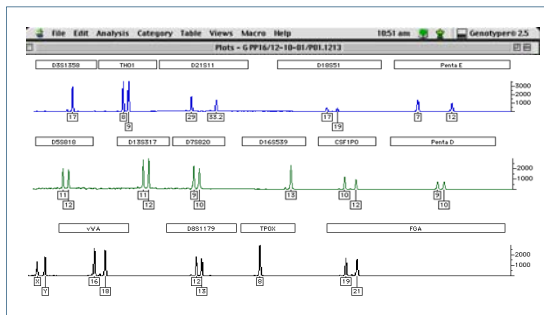 File Edit Analysis Category Table Views Macro Help 10:51 am Genotyper® 2.5
Plots - GPP16/12-10-01/P01.1213
D3S1358 TH01 D21S11 D18S51 Penta E
3000
2000
1000
17 8 29 33.2 17 7 12
9 19
D5S818 D13S317 D7S820 D16S539 CSF1PO Penta D
2000
1000
11 11 9 13 10 9
12 12 10 12 10
vWA D8S1179 TPOX FGA
2000
1000
X 16 12 8 19
Y 18 13 21